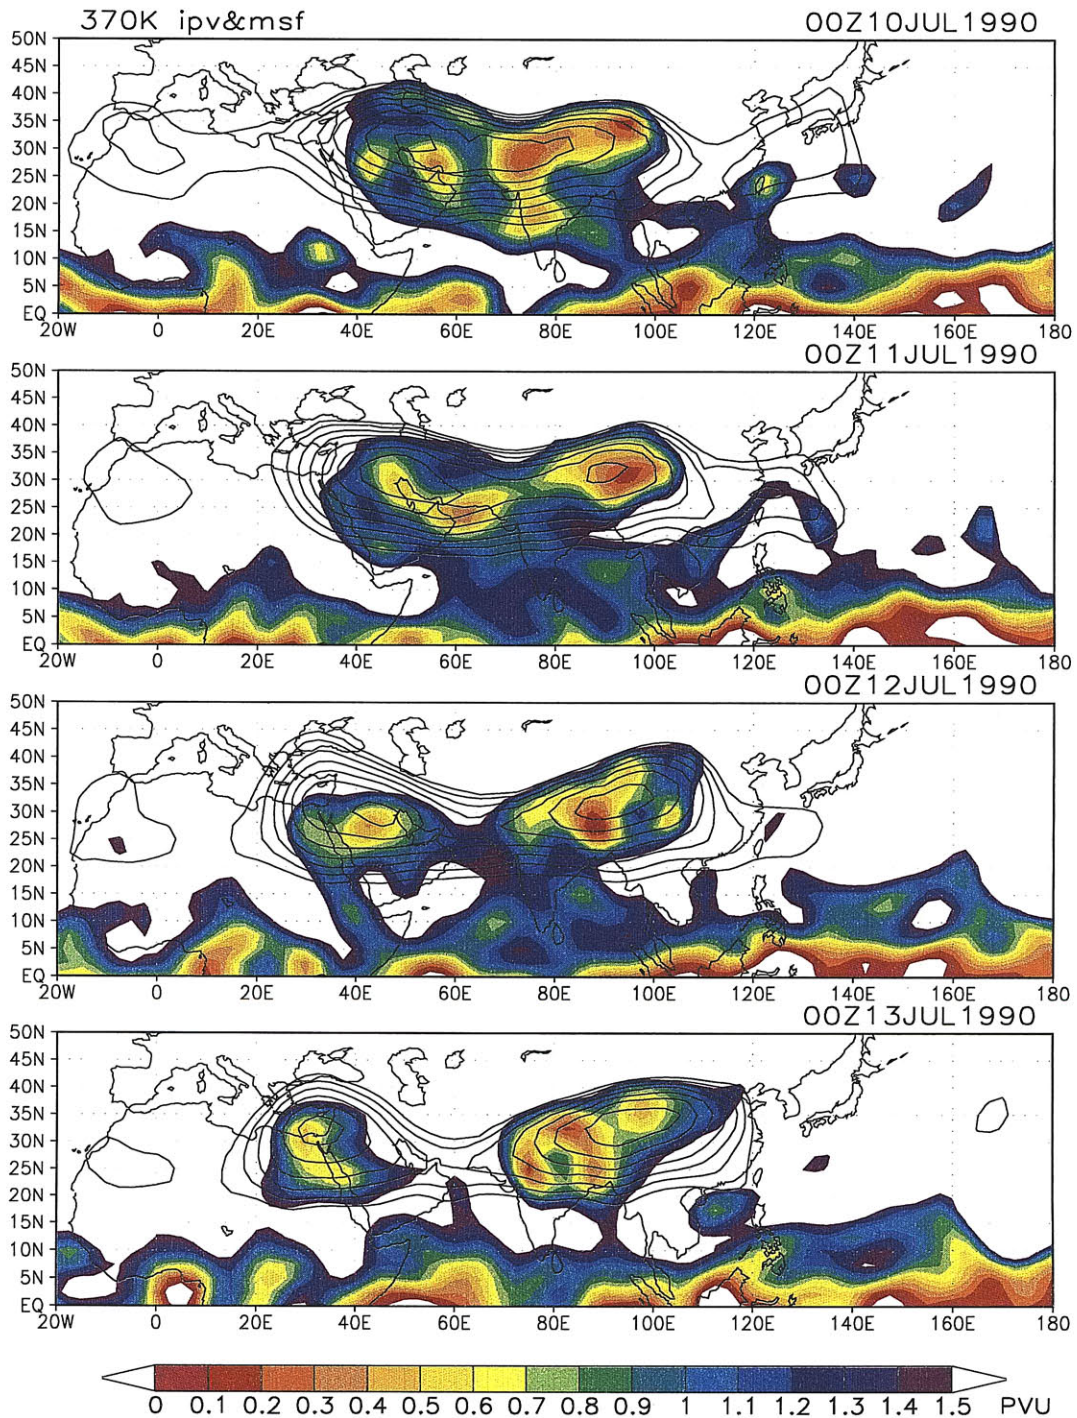 370K ipv&msf 00Z10JUL1990
50N
45N
40N
35N
30N
25N
20N
15N
10N
5N
EQ
20W 0 20E 40E 60E 80E 100E 120E 140E 160E 180
00Z11JUL1990
50N
45N
40N
35N
30N
25N
20N
15N
10N
5N
EQ
20W 0 20E 40E 60E 80E 100E 120E 140E 160E 180
00Z12JUL1990
50N
45N
40N
35N
30N
25N
20N
15N
10N
5N
EQ
20W 0 20E 40E 60E 80E 100E 120E 140E 160E 180
00Z13JUL1990
50N
45N
40N
35N
30N
25N
20N
15N
10N
5N
EQ
20W 0 20E 40E 60E 80E 100E 120E 140E 160E 180
0 0.1 0.2 0.3 0.4 0.5 0.6 0.7 0.8 0.9 1 1.1 1.2 1.3 1.4 1.5 PVU